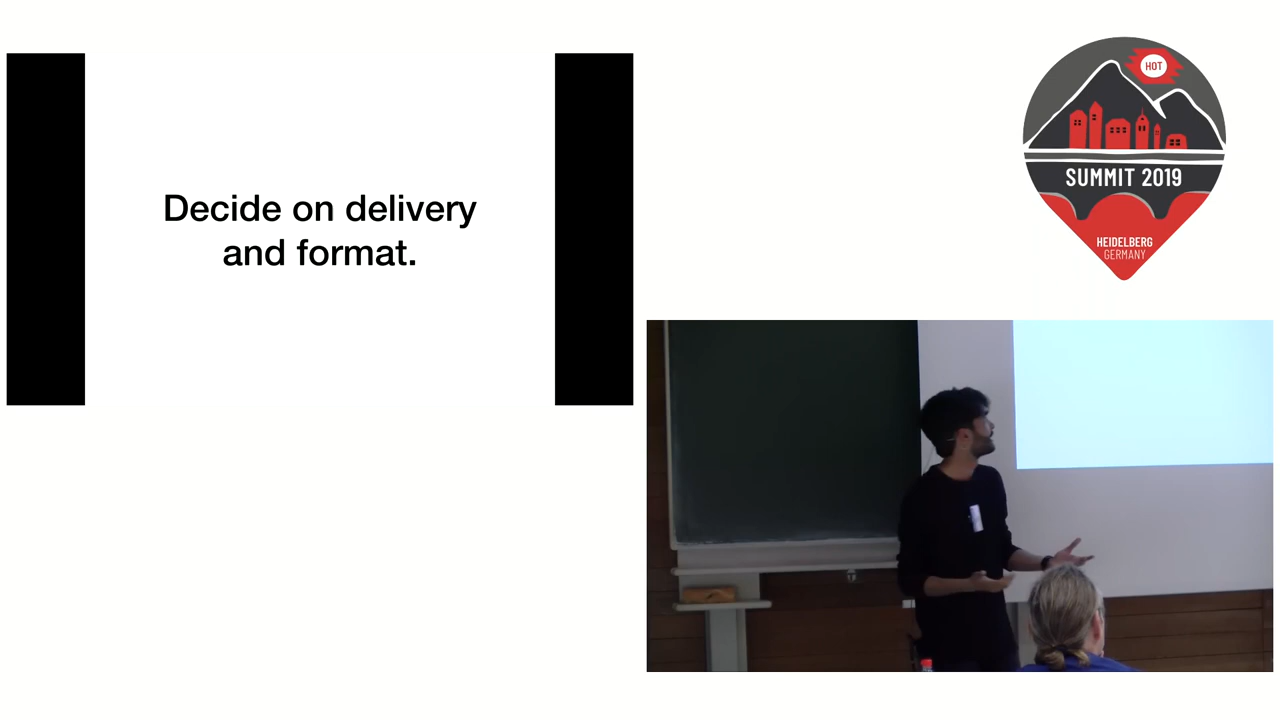 Decide on delivery
and format.
HOT
SUMMIT 2019
HEIDELBERG
GERMANY